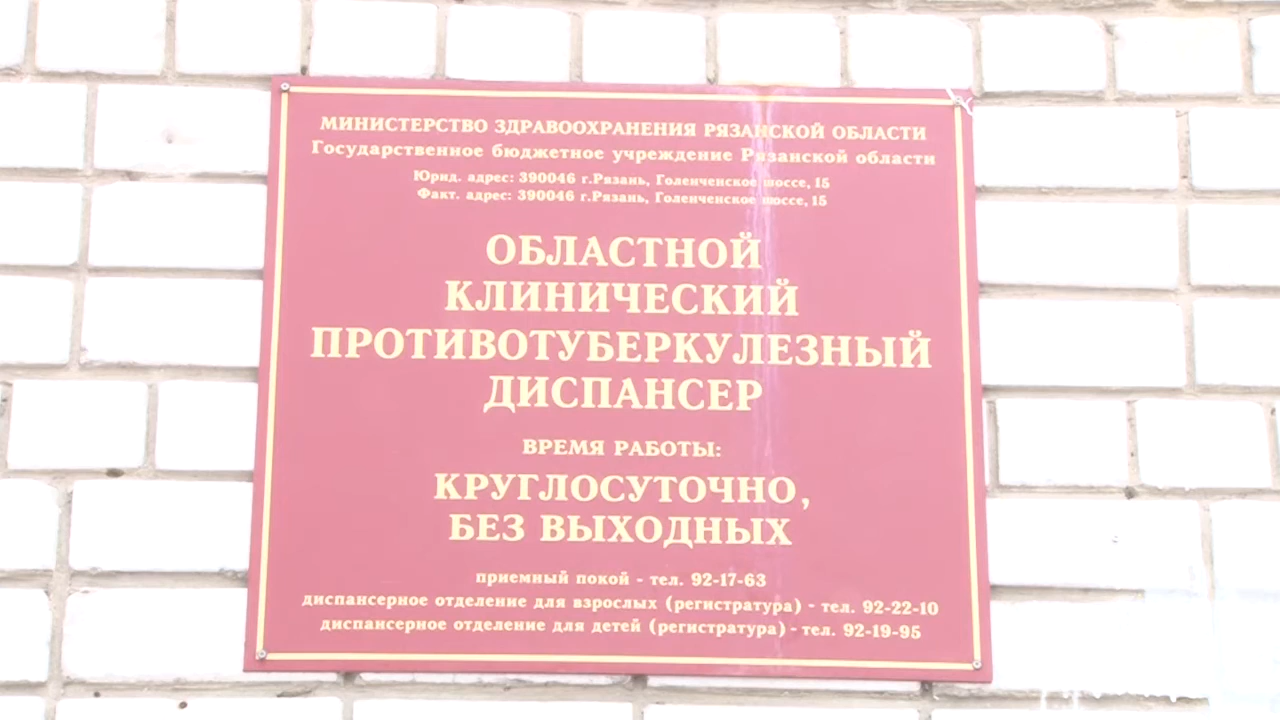 МИНИСТЕРСТВО ЗДРАВООХРАНЕНИЯ РЯЗАНСКОЙ ОБЛАСТИ
Государственное бюджетное учреждение Рязанской области
Юрид. адрес: 390046 г.Рязань, Голенченское шоссе, 15
Факт. адрес: 390046 г.Рязань, Голенченское шоссе, 15
ОБЛАСТНОЙ
КЛИНИЧЕСКИЙ
ПРОТИВОТУБЕРКУЛЕЗНЫЙ
ДИСПАНСЕР
ВРЕМЯ РАБОТЫ:
КРУГЛОСУТОЧНО,
БЕЗ ВЫХОДНЫХ
приемный покой - тел. 92-17-63
диспансерное отделение для взрослых (регистратура) - тел. 92-22-10
диспансерное отделение для детей (регистратура) - тел. 92-19-95